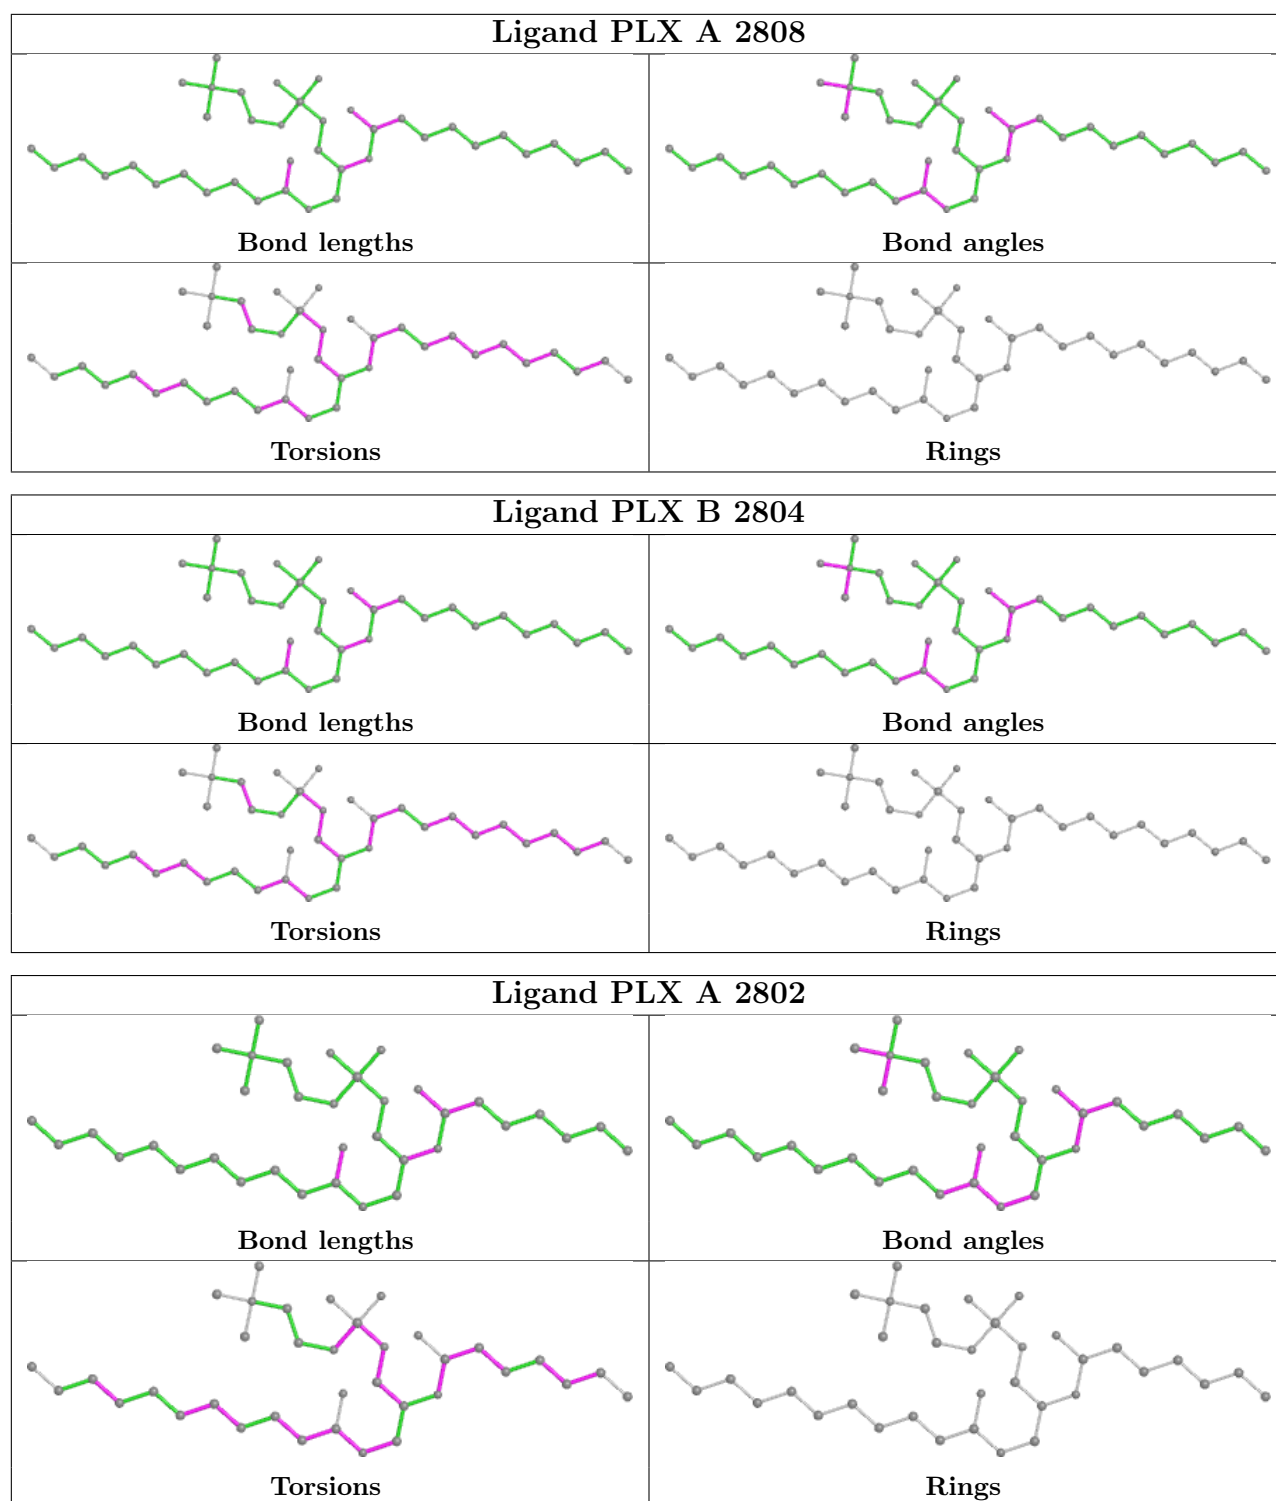 Ligand PLX A 2808
Bond lengths
Bond angles
Torsions
Rings
Ligand PLX B 2804
Bond lengths
Bond angles
Torsions
Rings
Ligand PLX A 2802
Bond lengths
Bond angles
Torsions
Rings